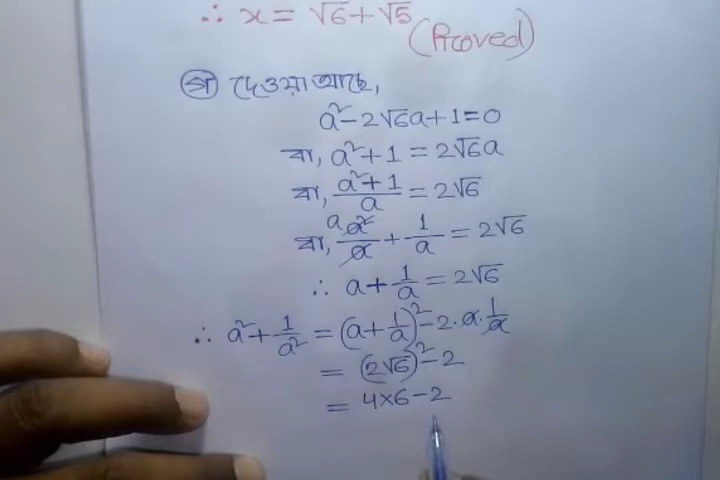 ∴ x = √6 + √5 (Proved)
গ দেওয়া আছে,
a² - 2√6a + 1 = 0
বা, a² + 1 = 2√6a
বা, (a² + 1)/a = 2√6
বা, a a²/a + 1/a = 2√6
∴ a + 1/a = 2√6
∴ a² + 1/a² = (a + 1/a)² - 2·a·1/a
= (2√6)² - 2
= 4×6 - 2